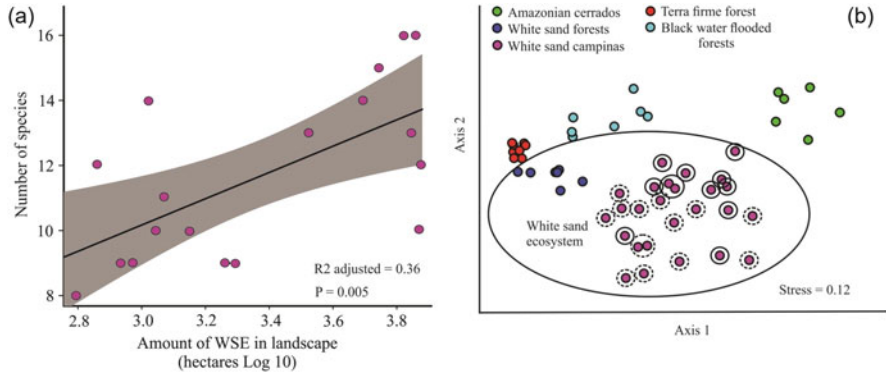 (a)
16
14
12
10
8
Number of species
R2 adjusted = 0.36
P = 0.005
2.8
3.0
3.2
3.4
3.6
3.8
Amount of WSE in landscape
(hectares Log 10)
(b)
Amazonian cerrados
White sand forests
White sand campinas
Terra firme forest
Black water flooded
forests
Axis 2
White sand
ecosystem
Stress = 0.12
Axis 1